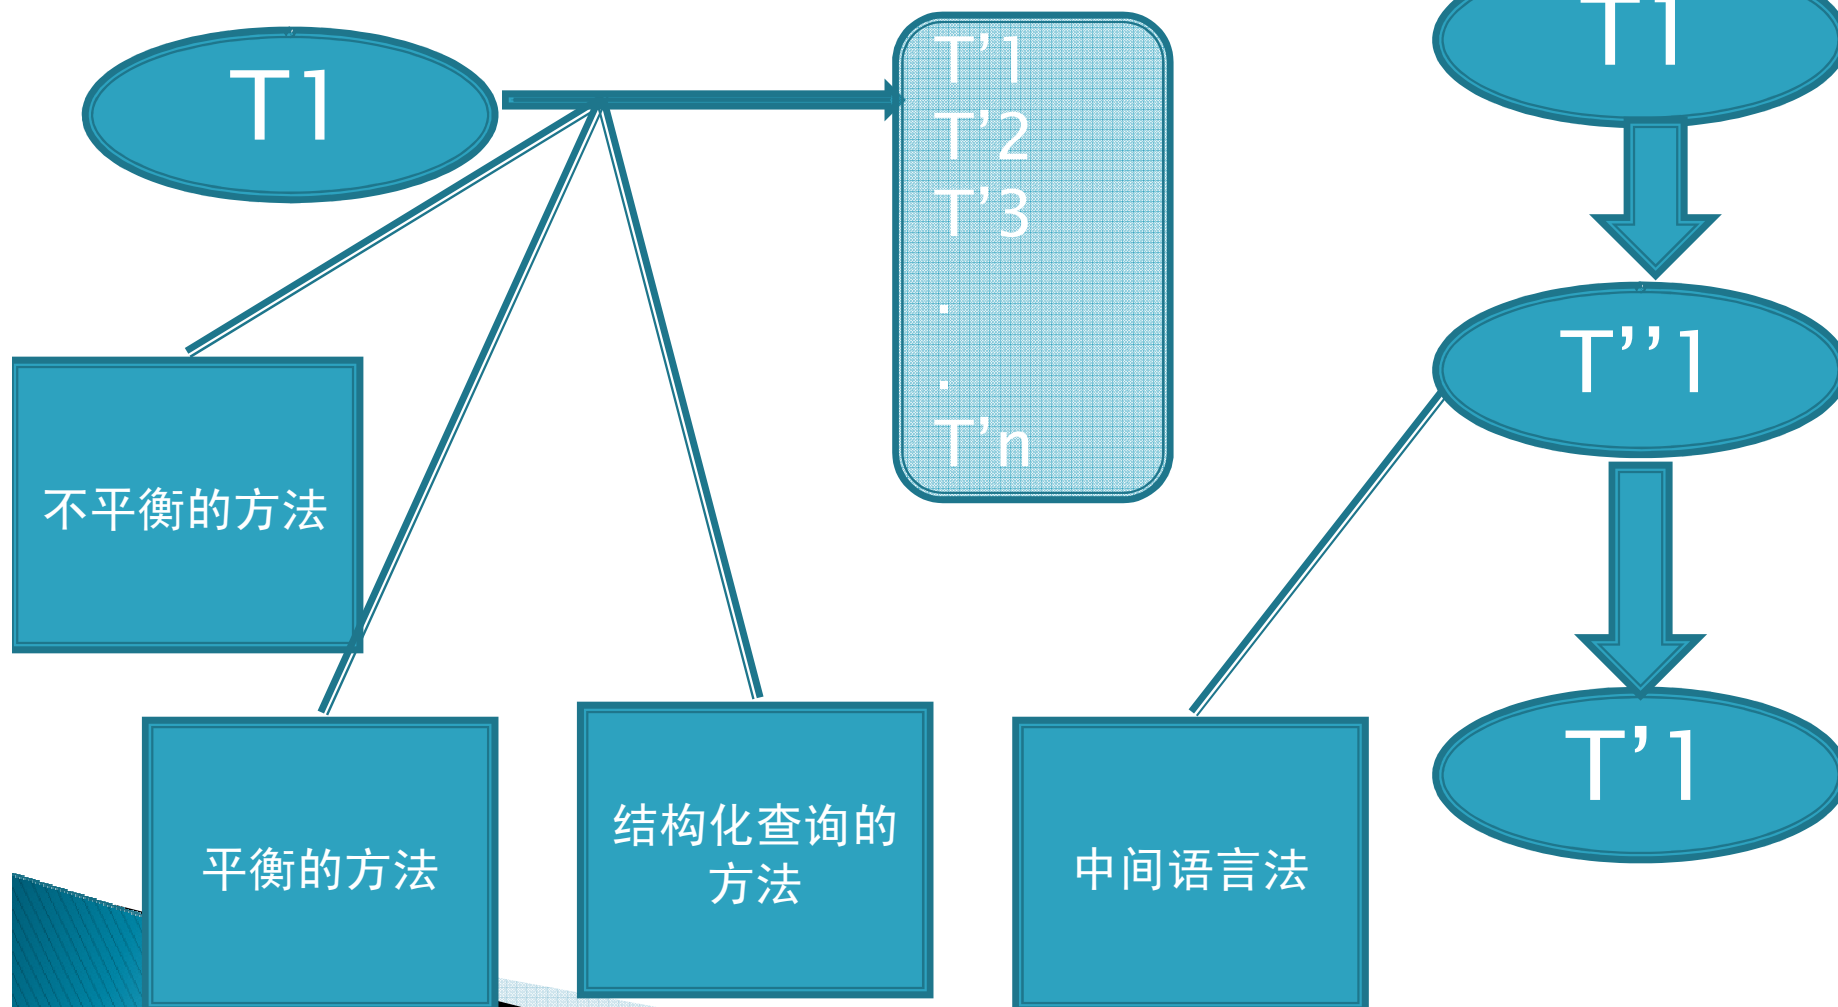 T1
T’1
T’2
T’3
.
.
T’n
不平衡的方法
平衡的方法
结构化查询的
方法
中间语言法
T1
T’’1
T’1